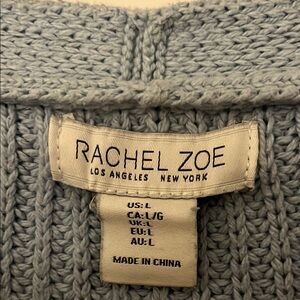 RACHEL ZOE
LOS ANGELES NEW YORK
US: L
CA: L/G
UK: L
EU: L
AU: L
MADE IN CHINA